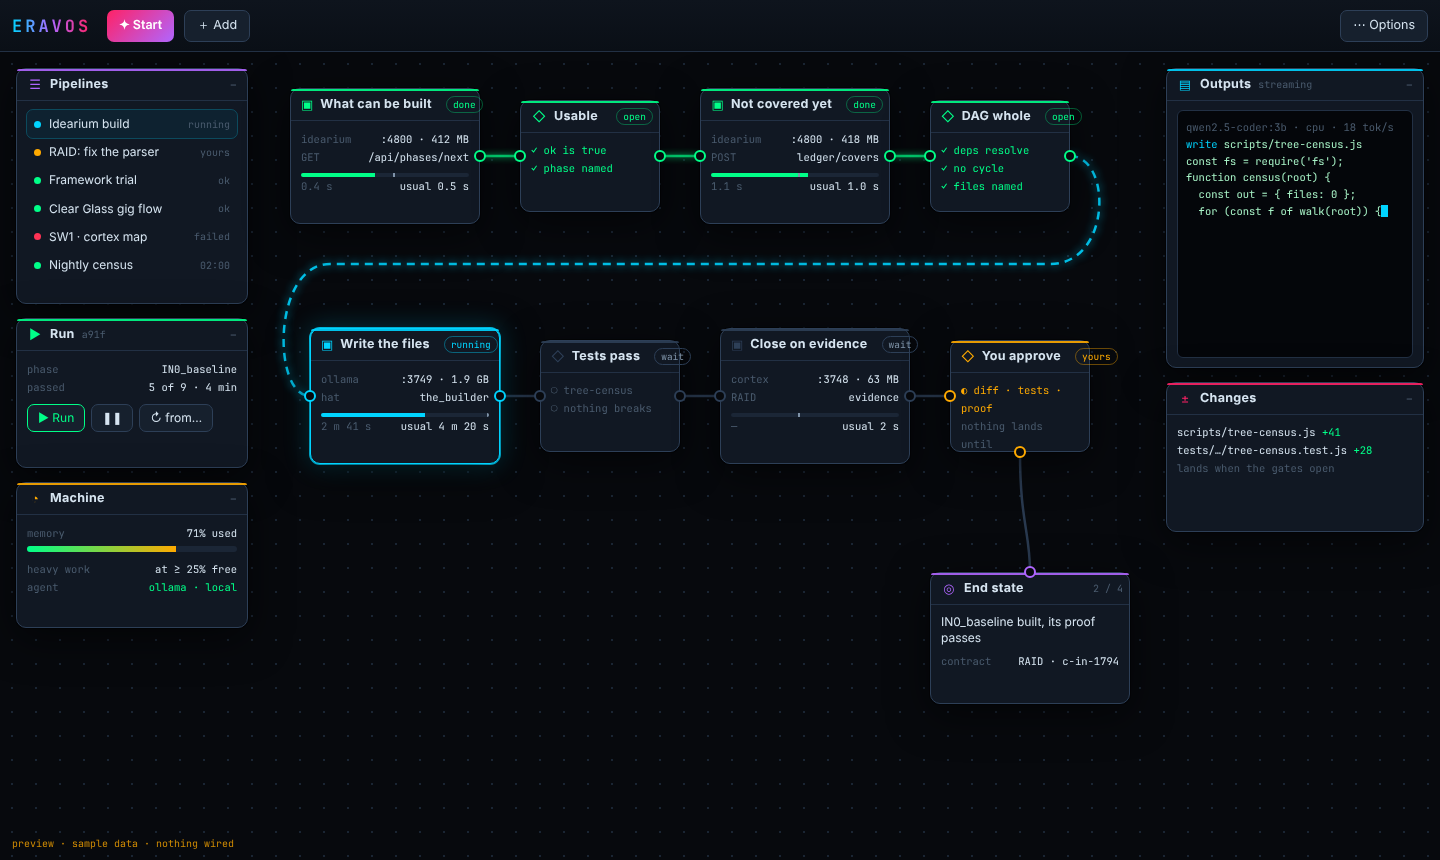 ERAVOS
✦ Start
+ Add
⋯ Options
☰ Pipelines –
Idearium build running
RAID: fix the parser yours
Framework trial ok
Clear Glass gig flow ok
SW1 · cortex map failed
Nightly census 02:00
▶ Run a91f –
phase IN0_baseline
passed 5 of 9 · 4 min
▶ Run
❚❚
↻ from...
Machine –
memory 71% used
heavy work at ≥ 25% free
agent ollama · local
▣ What can be built done
idearium :4800 · 412 MB
GET /api/phases/next
0.4 s usual 0.5 s
◇ Usable open
✓ ok is true
✓ phase named
▣ Not covered yet done
idearium :4800 · 418 MB
POST ledger/covers
1.1 s usual 1.0 s
◇ DAG whole open
✓ deps resolve
✓ no cycle
✓ files named
▣ Write the files running
ollama :3749 · 1.9 GB
hat the_builder
2 m 41 s usual 4 m 20 s
◇ Tests pass wait
○ tree-census
○ nothing breaks
▣ Close on evidence wait
cortex :3748 · 63 MB
RAID evidence
— usual 2 s
◇ You approve yours
◐ diff · tests ·
proof
nothing lands
until
◎ End state 2 / 4
IN0_baseline built, its proof
passes
contract RAID · c-in-1794
▤ Outputs streaming –
qwen2.5-coder:3b · cpu · 18 tok/s
write scripts/tree-census.js
const fs = require('fs');
function census(root) {
const out = { files: 0 };
for (const f of walk(root)) {
± Changes –
scripts/tree-census.js +41
tests/…/tree-census.test.js +28
lands when the gates open
preview · sample data · nothing wired